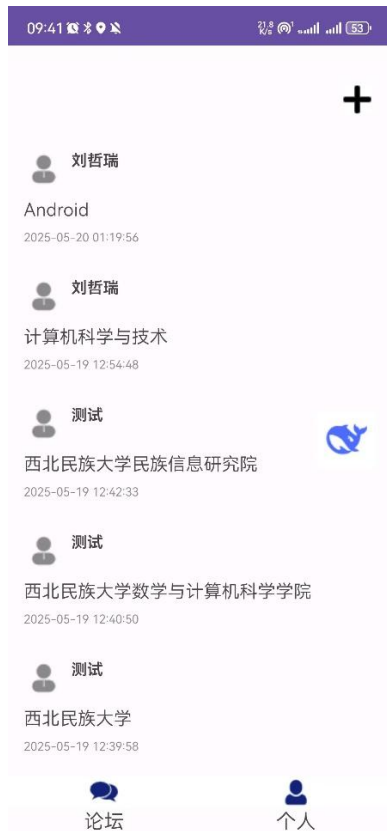 09:41
21.8
K/s
53
刘哲瑞
Android
2025-05-20 01:19:56
刘哲瑞
计算机科学与技术
2025-05-19 12:54:48
测试
西北民族大学民族信息研究院
2025-05-19 12:42:33
测试
西北民族大学数学与计算机科学学院
2025-05-19 12:40:50
测试
西北民族大学
2025-05-19 12:39:58
论坛
个人